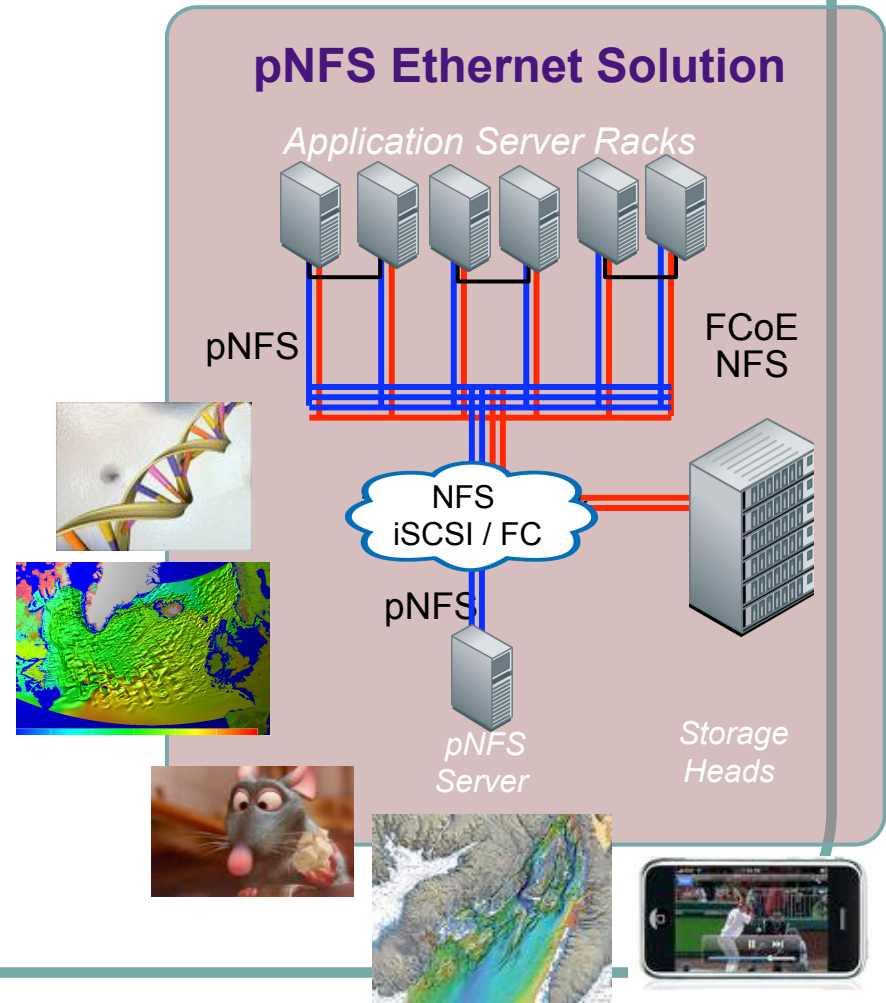 pNFS Ethernet Solution
Application Server Racks
pNFS
FCoE
NFS
NFS
iSCSI / FC
pNFS
pNFS
Server
Storage
Heads